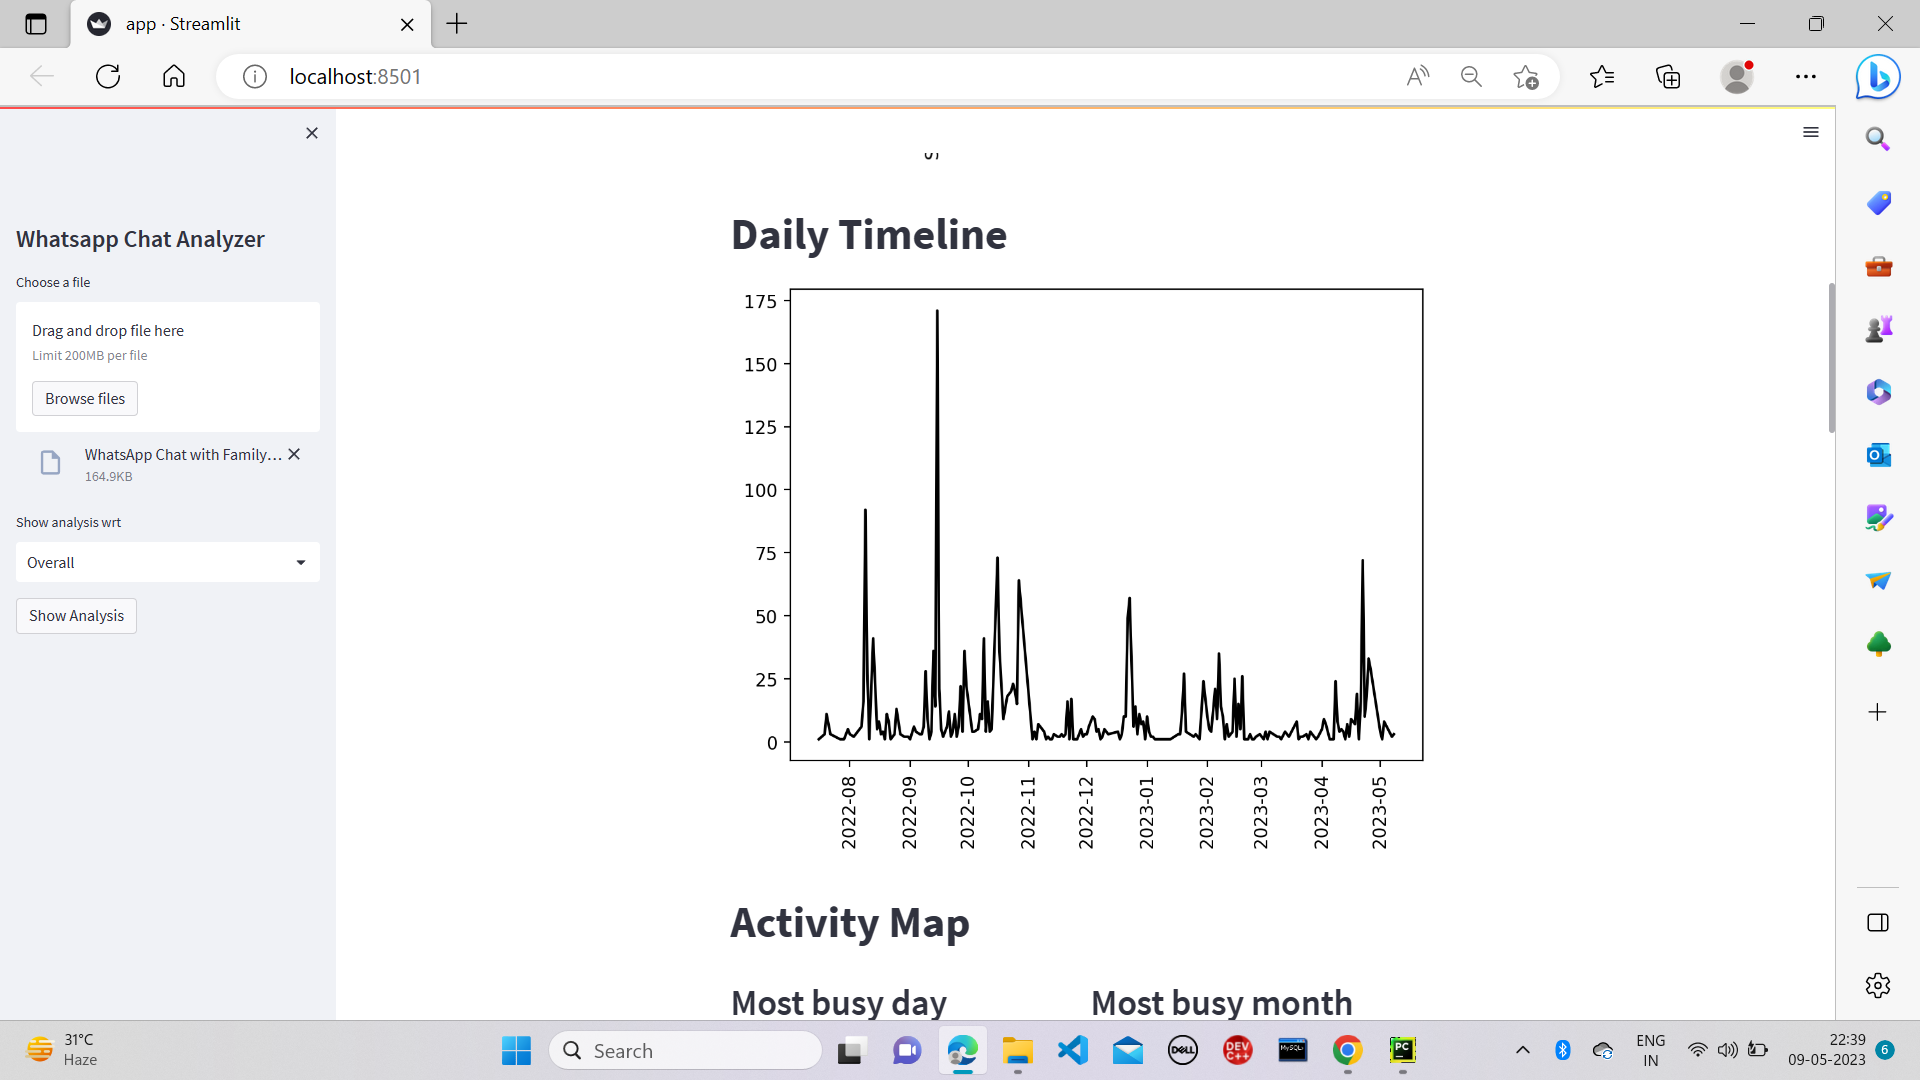 app · Streamlit
localhost:8501
Whatsapp Chat Analyzer
Choose a file
Drag and drop file here
Limit 200MB per file
Browse files
WhatsApp Chat with Family...
164.9KB
Show analysis wrt
Overall
Show Analysis
Daily Timeline
175
150
125
100
75
50
25
0
2022-08
2022-09
2022-10
2022-11
2022-12
2023-01
2023-02
2023-03
2023-04
2023-05
Activity Map
Most busy day
Most busy month
31°C
Haze
Search
DELL
DEV
C++
MySQL
PC
ENG
IN
22:39
09-05-2023
6